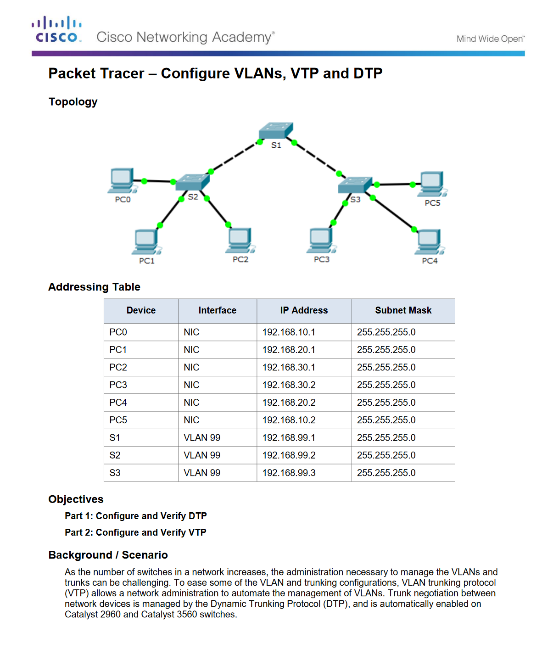 CISCO. Cisco Networking Academy®
Mind Wide Open®
Packet Tracer – Configure VLANs, VTP and DTP
Topology
S1
PC0
S2
S3
PC5
PC1
PC2
PC3
PC4
Addressing Table
Device Interface IP Address Subnet Mask
PC0 NIC 192.168.10.1 255.255.255.0
PC1 NIC 192.168.20.1 255.255.255.0
PC2 NIC 192.168.30.1 255.255.255.0
PC3 NIC 192.168.30.2 255.255.255.0
PC4 NIC 192.168.20.2 255.255.255.0
PC5 NIC 192.168.10.2 255.255.255.0
S1 VLAN 99 192.168.99.1 255.255.255.0
S2 VLAN 99 192.168.99.2 255.255.255.0
S3 VLAN 99 192.168.99.3 255.255.255.0
Objectives
Part 1: Configure and Verify DTP
Part 2: Configure and Verify VTP
Background / Scenario
As the number of switches in a network increases, the administration necessary to manage the VLANs and
trunks can be challenging. To ease some of the VLAN and trunking configurations, VLAN trunking protocol
(VTP) allows a network administration to automate the management of VLANs. Trunk negotiation between
network devices is managed by the Dynamic Trunking Protocol (DTP), and is automatically enabled on
Catalyst 2960 and Catalyst 3560 switches.